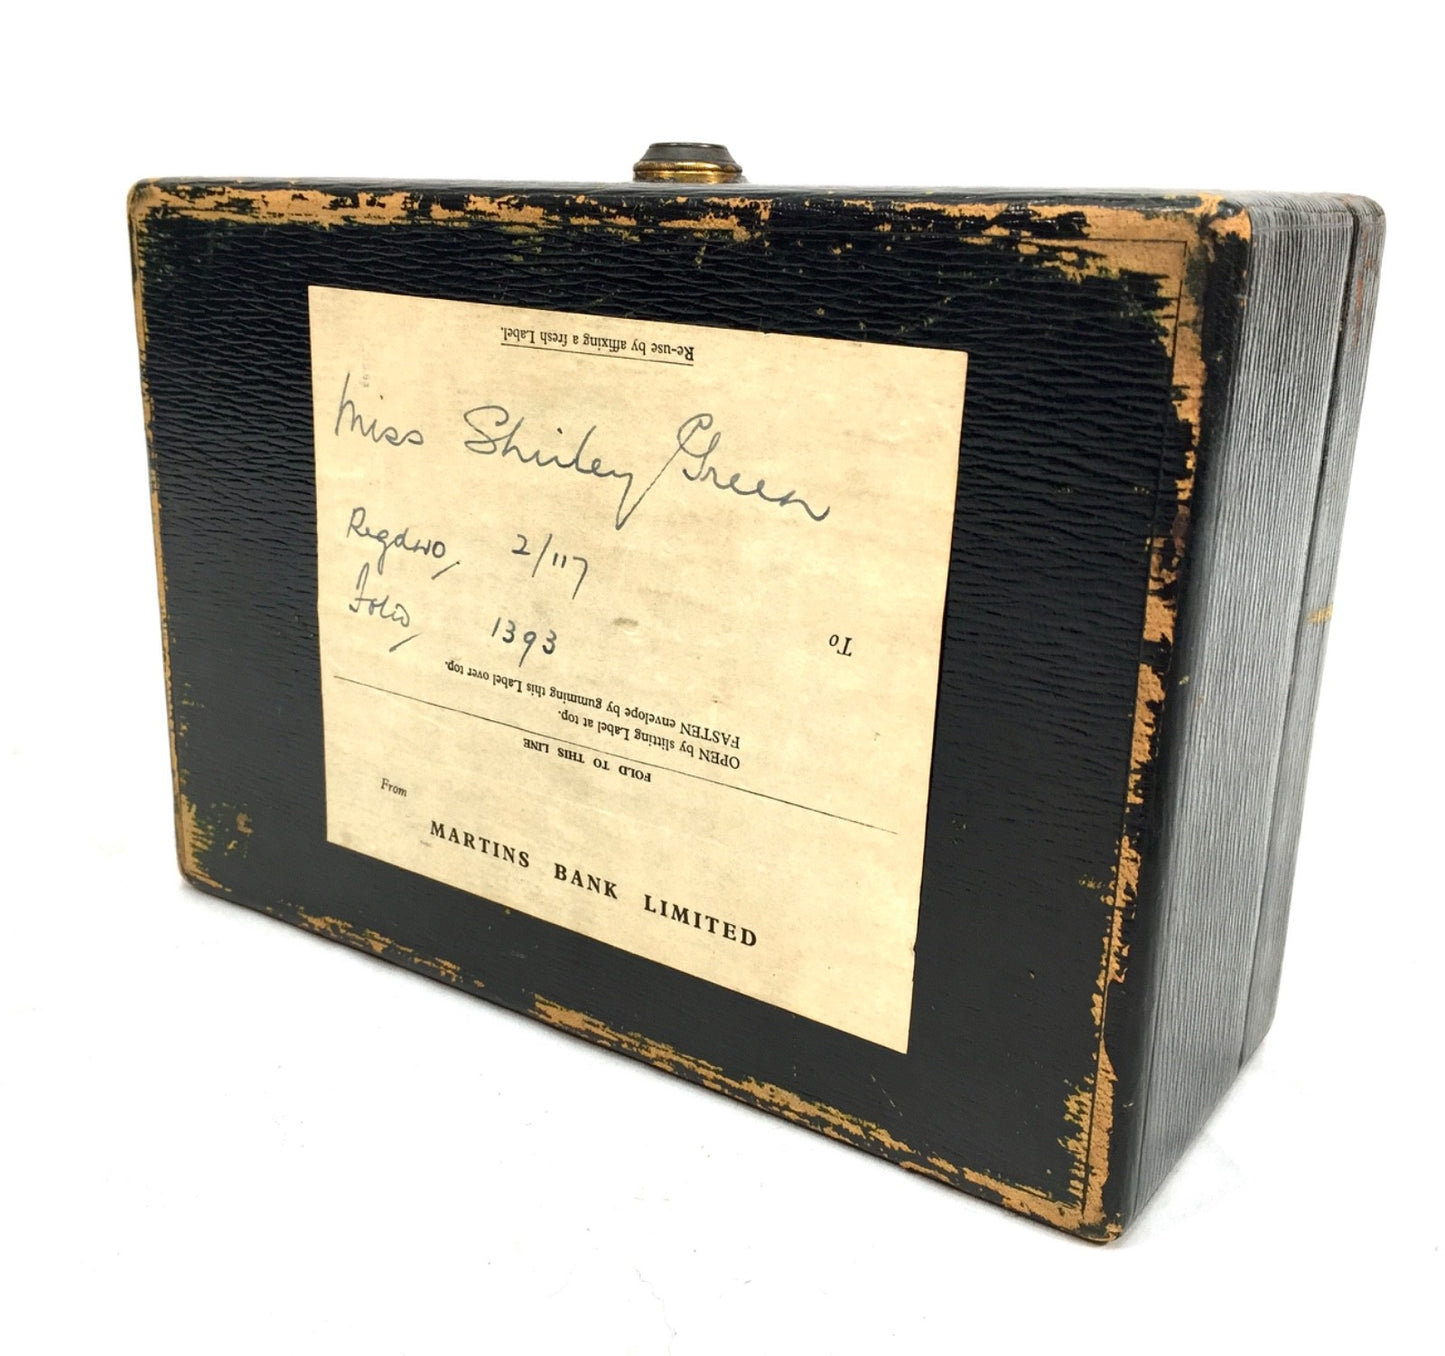 Re-use by affixing a fresh Label.
Miss Shirley Green
Regd NO, 2/117
Folio, 1393
To
FASTEN envelope by gumming this Label over top.
OPEN by slitting Label at top.
FOLD TO THIS LINE
From
MARTINS BANK LIMITED